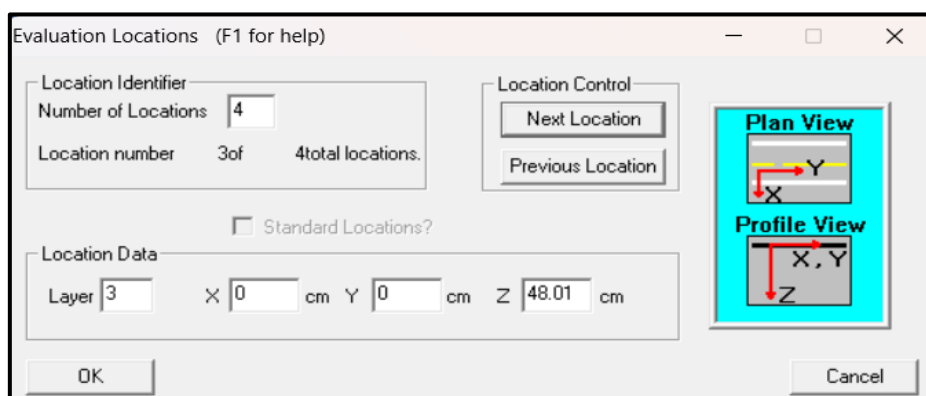 Evaluation Locations (F1 for help)
Location Identifier
Number of Locations 4
Location number 3of 4total locations.
Location Control
Next Location
Previous Location
Standard Locations?
Location Data
Layer 3 X 0 cm Y 0 cm Z 48.01 cm
OK
Cancel
Plan View
Y
X
Profile View
X, Y
Z